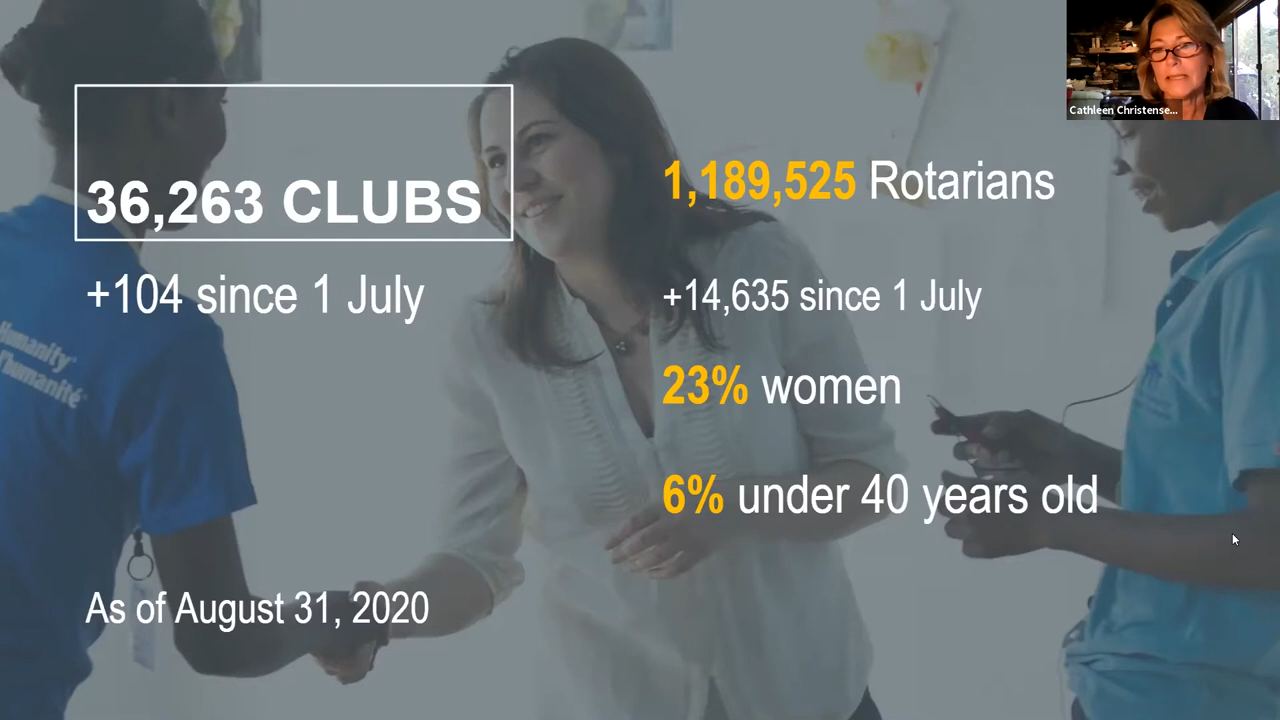 36,263 CLUBS
+104 since 1 July
As of August 31, 2020
1,189,525 Rotarians
+14,635 since 1 July
23% women
6% under 40 years old
Cathleen Christense...
Humanity
l'humanité